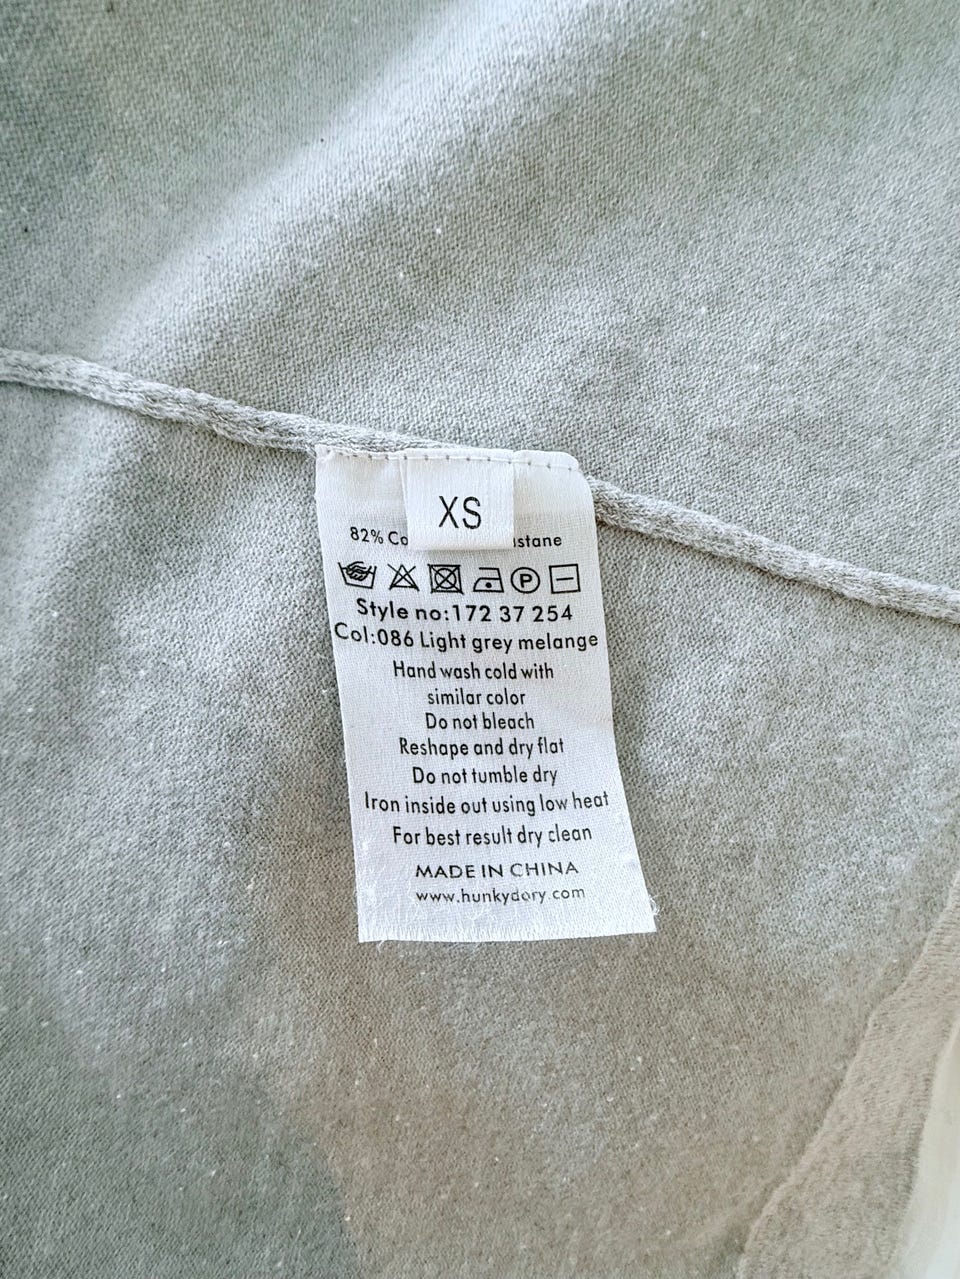 XS
82%
Style no:172 37 254
Col:086 Light grey melange
Hand wash cold with
similar color
Do not bleach
Reshape and dry flat
Do not tumble dry
Iron inside out using low heat
For best result dry clean
MADE IN CHINA
www.hunkydory.com